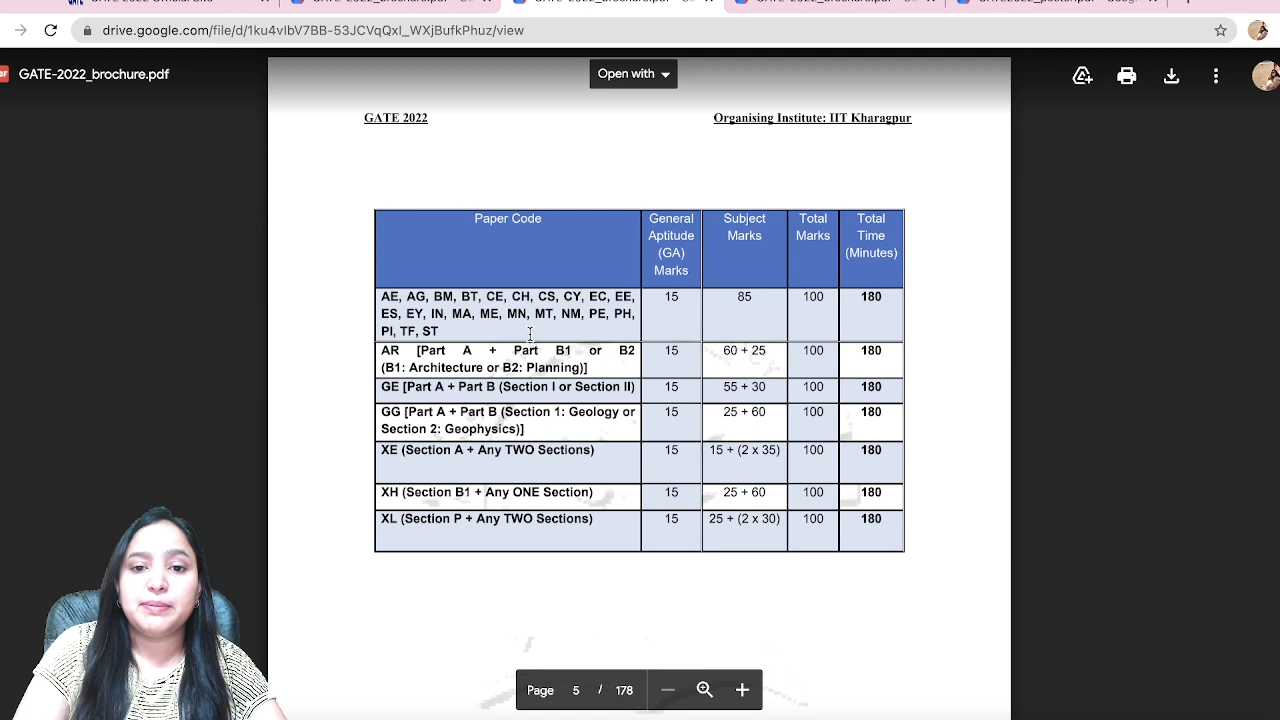 drive.google.com/file/d/1ku4vIbV7BB-53JCVqQxI_WXjBufkPhuz/view
GATE-2022_brochure.pdf
Open with
GATE 2022 Organising Institute: IIT Kharagpur
Paper Code General Aptitude (GA) Marks Subject Marks Total Marks Total Time (Minutes)
AE, AG, BM, BT, CE, CH, CS, CY, EC, EE, 15 85 100 180
ES, EY, IN, MA, ME, MN, MT, NM, PE, PH,
PI, TF, ST
AR [Part A + Part B1 or B2 15 60 + 25 100 180
(B1: Architecture or B2: Planning)]
GE [Part A + Part B (Section I or Section II) 15 55 + 30 100 180
GG [Part A + Part B (Section 1: Geology or 15 25 + 60 100 180
Section 2: Geophysics)]
XE (Section A + Any TWO Sections) 15 15 + (2 x 35) 100 180
XH (Section B1 + Any ONE Section) 15 25 + 60 100 180
XL (Section P + Any TWO Sections) 15 25 + (2 x 30) 100 180
Page 5 / 178